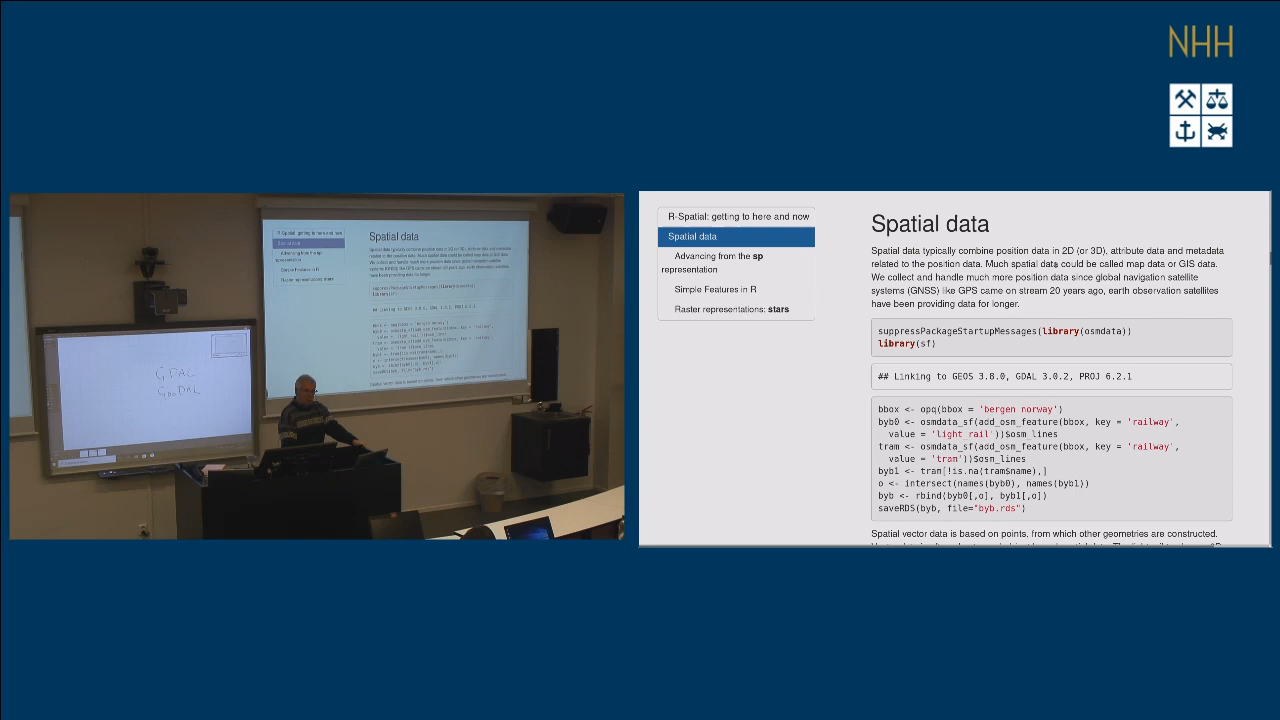 NHH
GDAL
R-Spatial: getting to here and now
Spatial data
Advancing from the sp
representation
Simple Features in R
Raster representations: stars
Spatial data
Spatial data typically combine position data in 2D (or 3D), attribute data and metadata
related to the position data. Much spatial data could be called map data or GIS data.
We collect and handle much more position data since global navigation satellite
systems (GNSS) like GPS came on stream 20 years ago, earth observation satellites
have been providing data for longer.
suppressPackageStartupMessages(library(osmdata))
library(sf)
## Linking to GEOS 3.8.0, GDAL 3.0.2, PROJ 6.2.1
bbox <- opq(bbox = 'bergen norway')
byb0 <- osmdata_sf(add_osm_feature(bbox, key = 'railway',
value = 'light_rail'))$osm_lines
tram <- osmdata_sf(add_osm_feature(bbox, key = 'railway',
value = 'tram'))$osm_lines
byb1 <- tram[!is.na(tram$name),]
o <- intersect(names(byb0), names(byb1))
byb <- rbind(byb0[,o], byb1[,o])
saveRDS(byb, file="byb.rds")
Spatial vector data is based on points, from which other geometries are constructed.